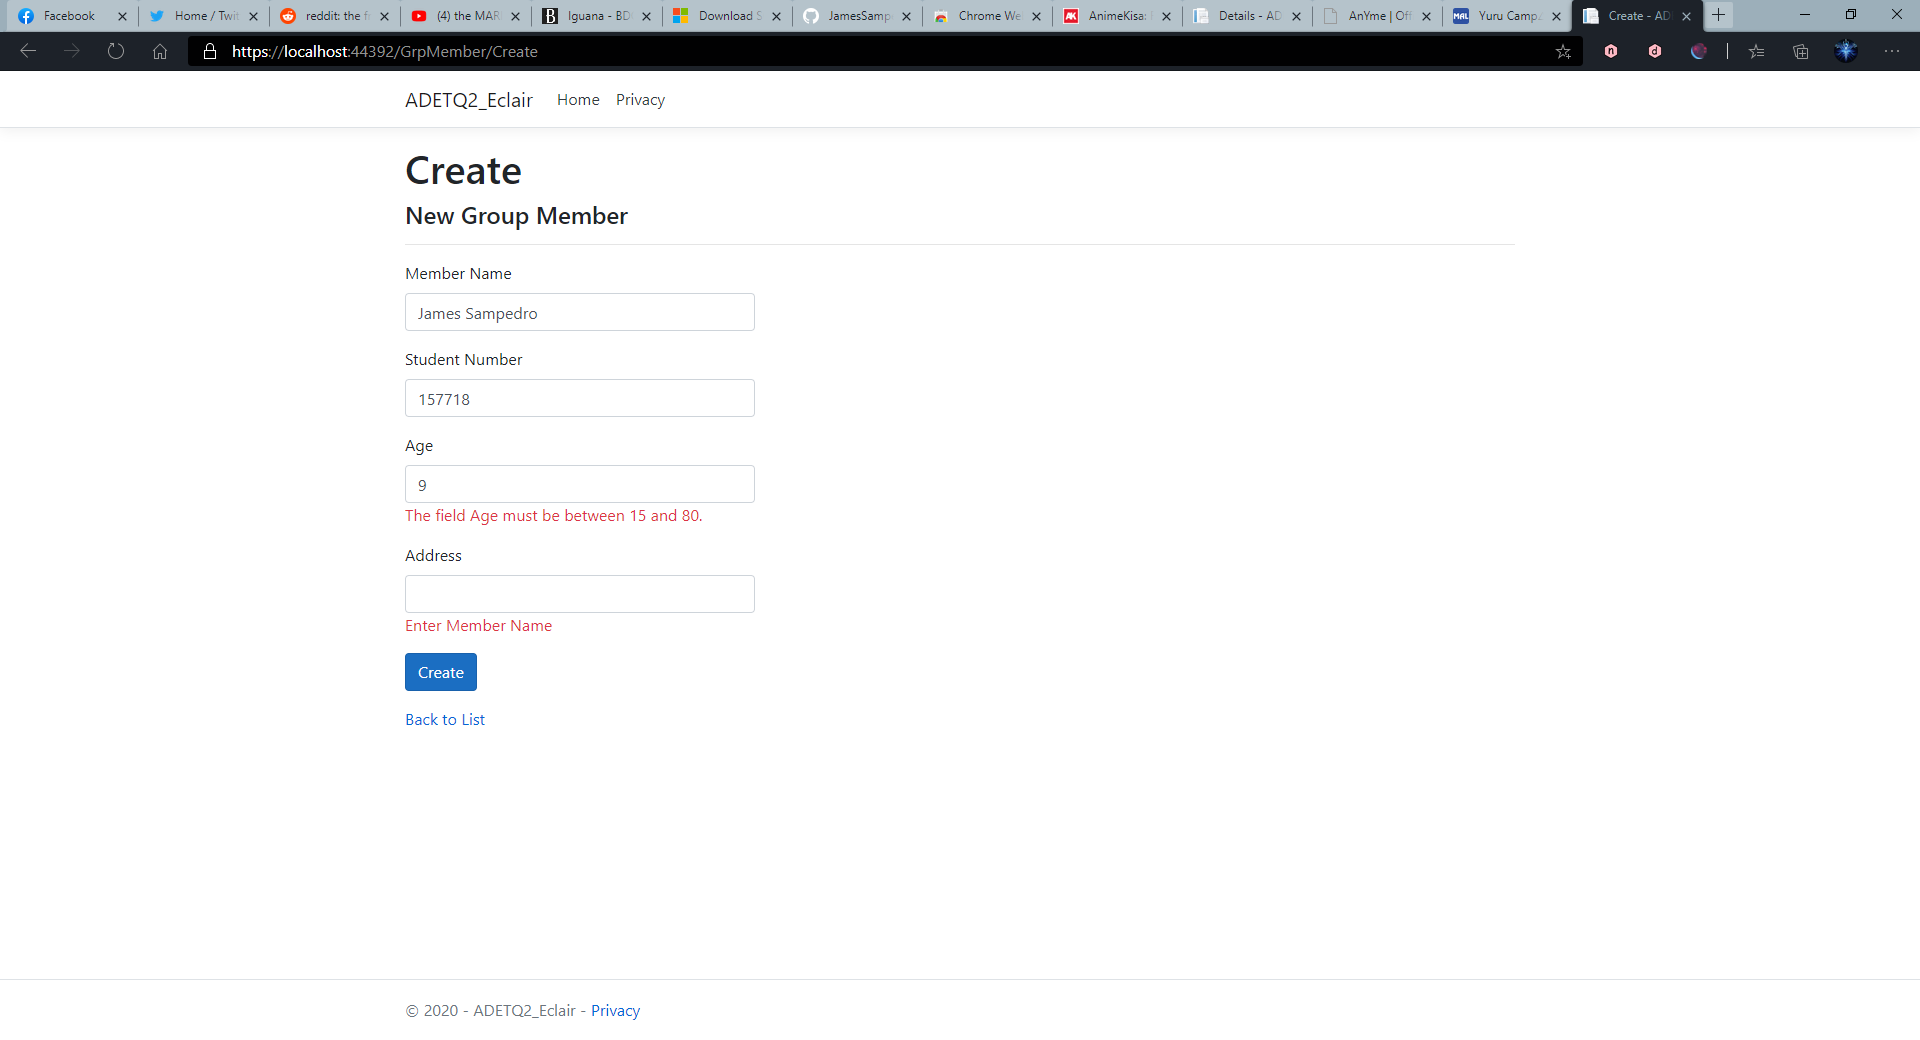 Facebook
Home / Twit
reddit: the f
(4) the MAR
Iguana - BD
Download S
JamesSamp
Chrome We
AnimeKisa:
Details - AD
AnYme | Off
MAL Yuru Camp
Create - AD
https://localhost:44392/GrpMember/Create
ADETQ2_Eclair Home Privacy
Create
New Group Member
Member Name
James Sampedro
Student Number
157718
Age
9
The field Age must be between 15 and 80.
Address
Enter Member Name
Create
Back to List
© 2020 - ADETQ2_Eclair - Privacy